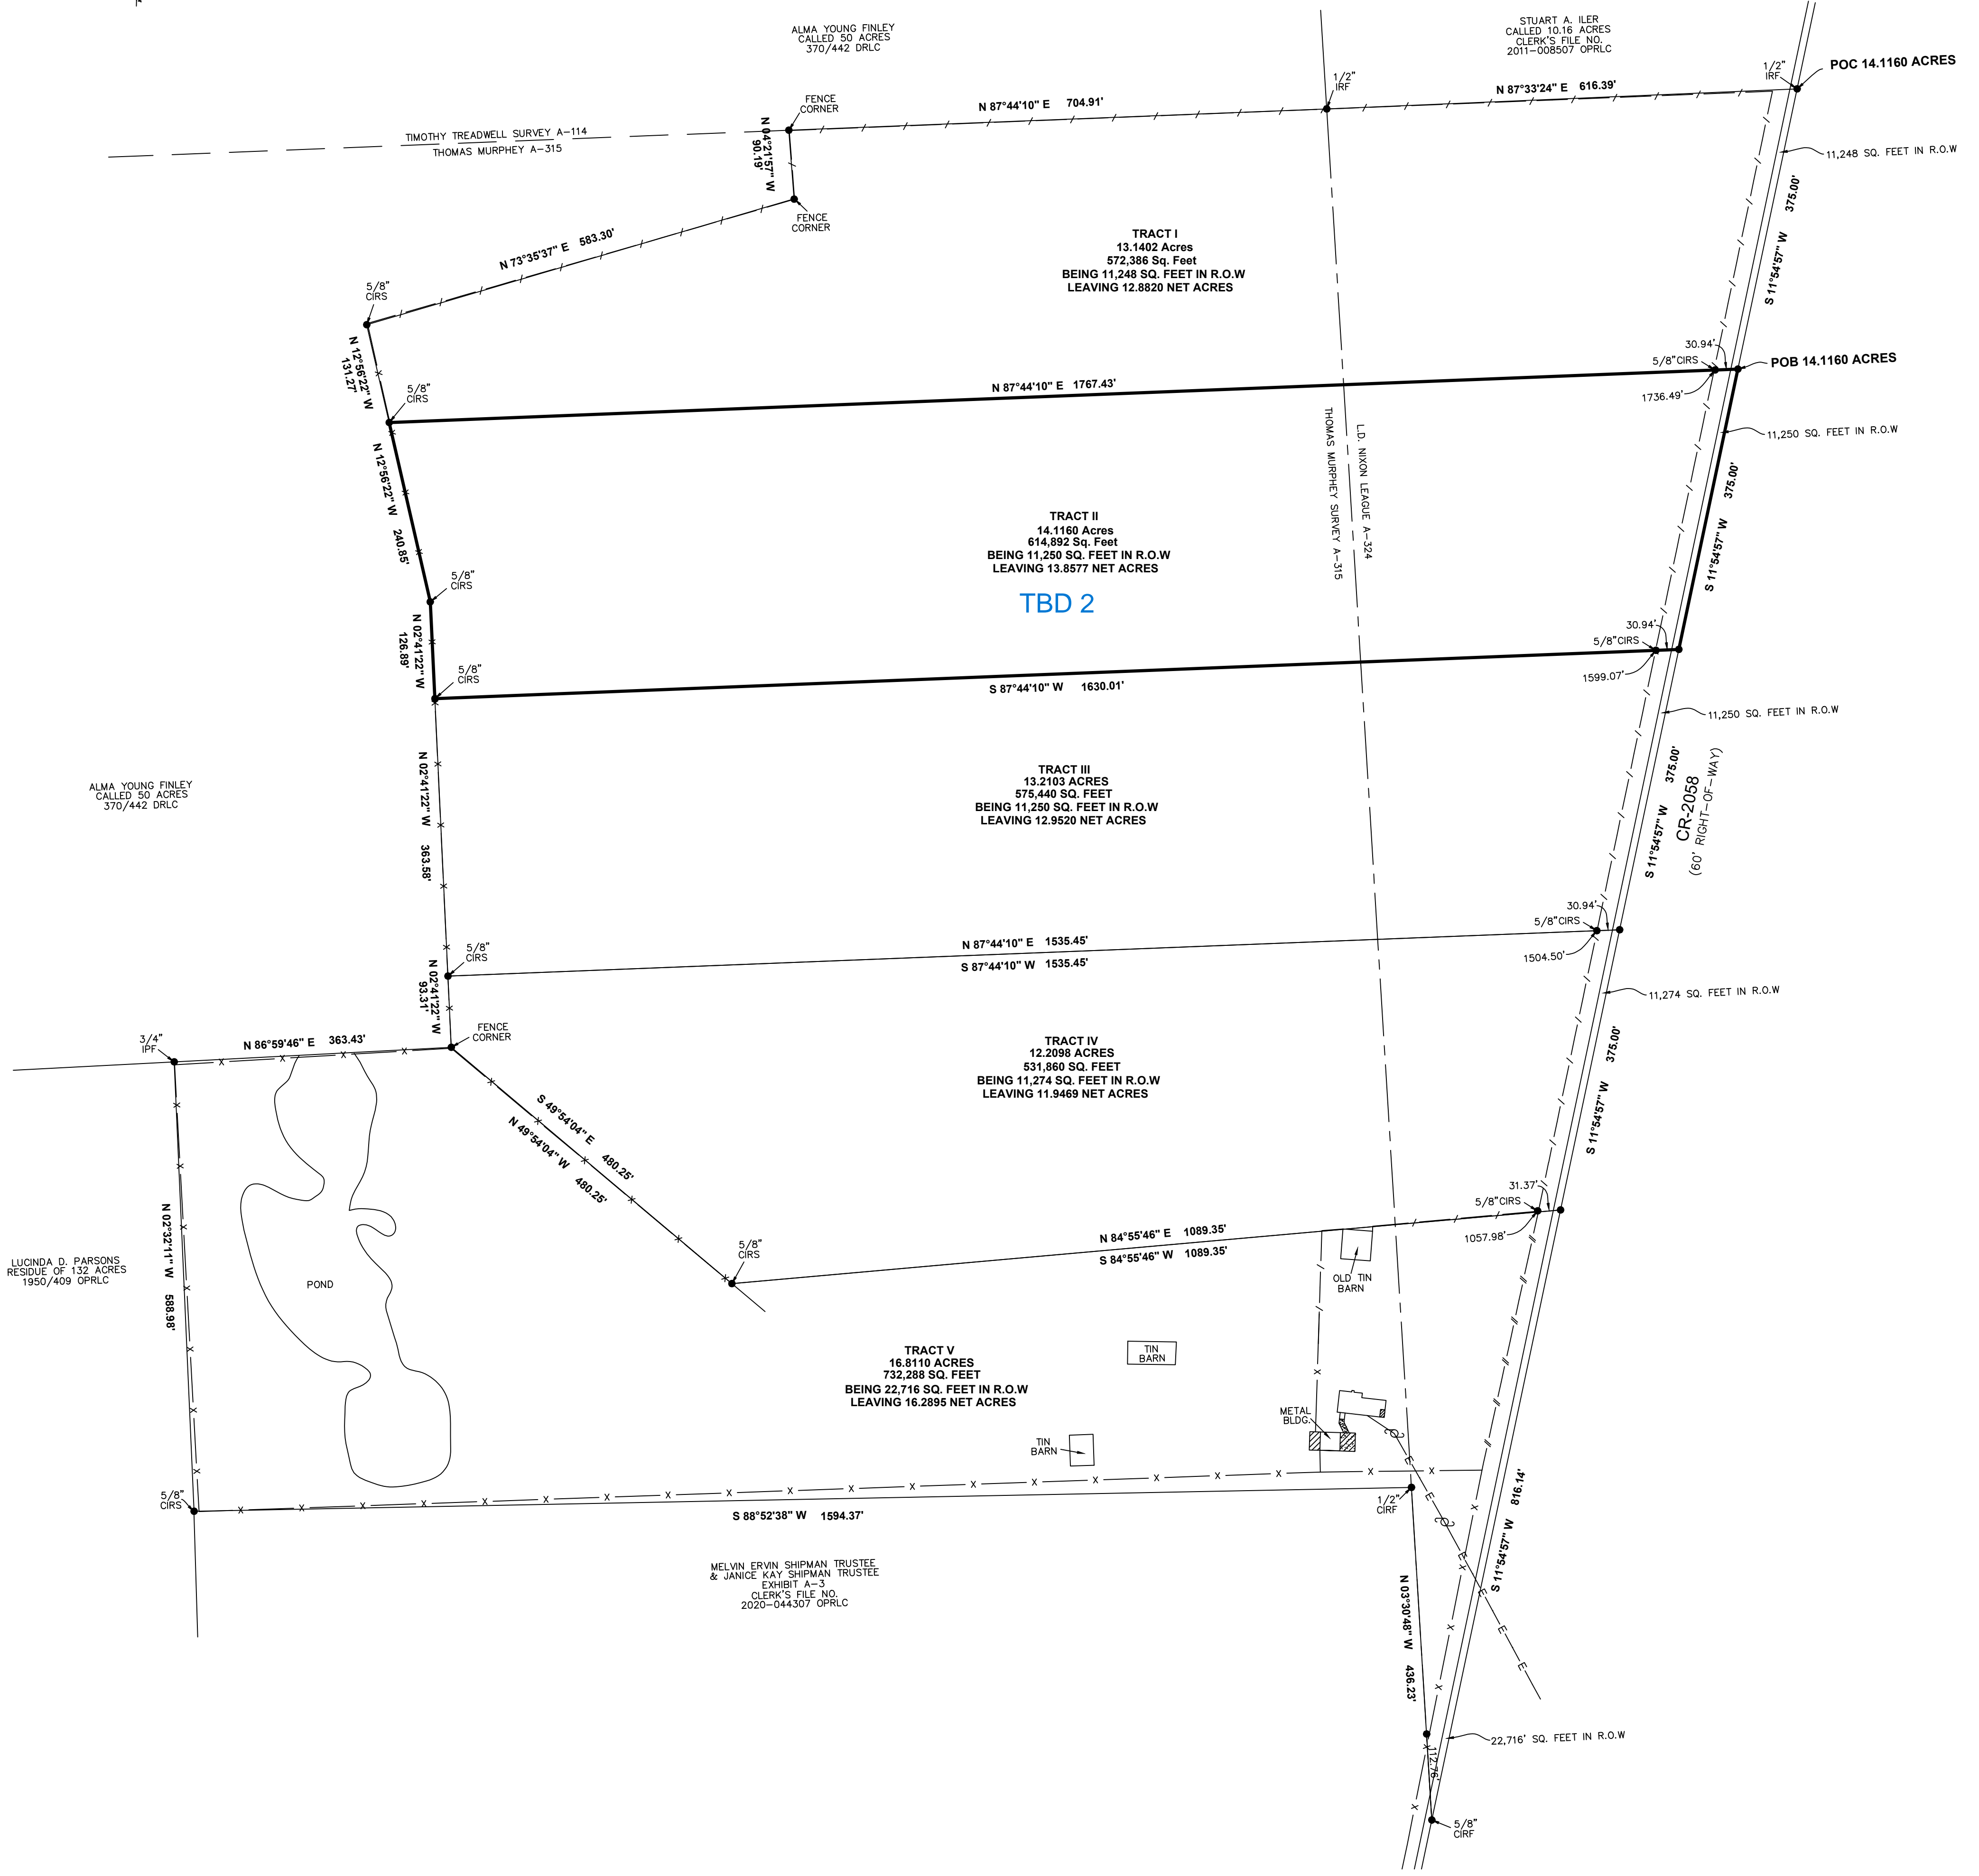 ALMA YOUNG FINLEY
CALLED 50 ACRES
370/442 DRLC
STUART A. ILER
CALLED 10.16 ACRES
CLERK'S FILE NO.
2011-008507 OPRLC
1/2"
IRF
1/2"
IRF
POC 14.1160 ACRES
N 87°33'24" E 616.39'
N 87°44'10" E 704.91'
FENCE
CORNER
TIMOTHY TREADWELL SURVEY A-114
THOMAS MURPHEY A-315
N 04°21'57" W
90.19'
FENCE
CORNER
11,248 SQ. FEET IN R.O.W
S 11°54'57" W 375.00'
N 73°35'37" E 583.30'
TRACT I
13.1402 Acres
572,386 Sq. Feet
BEING 11,248 SQ. FEET IN R.O.W
LEAVING 12.8820 NET ACRES
5/8"
CIRS
N 12°56'22" W
131.27'
5/8"
CIRS
N 87°44'10" E 1767.43'
30.94'
5/8"CIRS
1736.49'
POB 14.1160 ACRES
11,250 SQ. FEET IN R.O.W
S 11°54'57" W 375.00'
N 12°56'22" W 240.85'
THOMAS MURPHEY SURVEY A-315
L.D. NIXON LEAGUE A-324
TRACT II
14.1160 Acres
614,892 Sq. Feet
BEING 11,250 SQ. FEET IN R.O.W
LEAVING 13.8577 NET ACRES
TBD 2
5/8"
CIRS
N 02°41'22" W
126.89'
5/8"
CIRS
S 87°44'10" W 1630.01'
30.94'
5/8"CIRS
1599.07'
11,250 SQ. FEET IN R.O.W
S 11°54'57" W 375.00'
CR-2058
(60' RIGHT-OF-WAY)
ALMA YOUNG FINLEY
CALLED 50 ACRES
370/442 DRLC
N 02°41'22" W 363.58'
TRACT III
13.2103 ACRES
575,440 SQ. FEET
BEING 11,250 SQ. FEET IN R.O.W
LEAVING 12.9520 NET ACRES
5/8"
CIRS
N 87°44'10" E 1535.45'
S 87°44'10" W 1535.45'
30.94'
5/8"CIRS
1504.50'
11,274 SQ. FEET IN R.O.W
S 11°54'57" W 375.00'
N 02°41'22" W
93.31'
FENCE
CORNER
3/4"
IPF
N 86°59'46" E 363.43'
TRACT IV
12.2098 ACRES
531,860 SQ. FEET
BEING 11,274 SQ. FEET IN R.O.W
LEAVING 11.9469 NET ACRES
S 49°54'04" E 480.25'
N 49°54'04" W 480.25'
31.37'
5/8"CIRS
1057.98'
5/8"
CIRS
N 84°55'46" E 1089.35'
S 84°55'46" W 1089.35'
LUCINDA D. PARSONS
RESIDUE OF 132 ACRES
1950/409 OPRLC
N 02°32'11" W 588.98'
POND
OLD TIN
BARN
TRACT V
16.8110 ACRES
732,288 SQ. FEET
BEING 22,716 SQ. FEET IN R.O.W
LEAVING 16.2895 NET ACRES
TIN
BARN
METAL
BLDG.
TIN
BARN
5/8"
CIRS
S 88°52'38" W 1594.37'
1/2"
CIRF
S 11°54'57" W 816.14'
MELVIN ERVIN SHIPMAN TRUSTEE
& JANICE KAY SHIPMAN TRUSTEE
EXHIBIT A-3
CLERK'S FILE NO.
2020-044307 OPRLC
N 03°30'48" W 436.23'
22,716' SQ. FEET IN R.O.W
112.76'
5/8"
CIRF